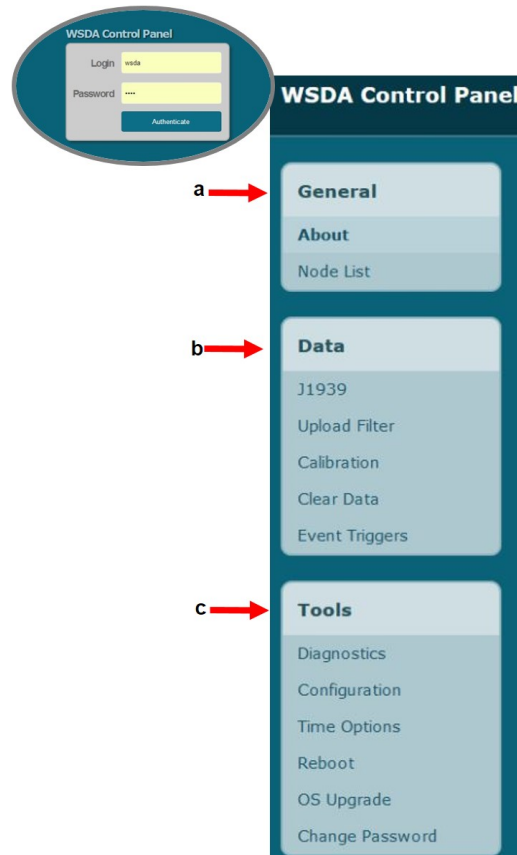 WSDA Control Panel
Login wsda
Password ••••
Authenticate
WSDA Control Panel
a
General
About
Node List
b
Data
J1939
Upload Filter
Calibration
Clear Data
Event Triggers
c
Tools
Diagnostics
Configuration
Time Options
Reboot
OS Upgrade
Change Password